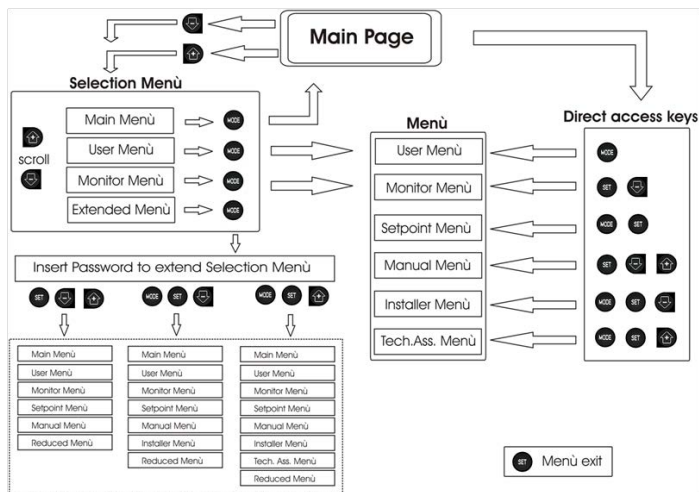 Main Page
Selection Menù
Main Menù
MODE
User Menù
MODE
scroll
Monitor Menù
MODE
Extended Menù
MODE
Insert Password to extend Selection Menù
SET
MODE SET
MODE SET
Main Menù
User Menù
Monitor Menù
Setpoint Menù
Manual Menù
Reduced Menù
Main Menù
User Menù
Monitor Menù
Setpoint Menù
Manual Menù
Installer Menù
Reduced Menù
Main Menù
User Menù
Monitor Menù
Setpoint Menù
Manual Menù
Installer Menù
Tech. Ass. Menù
Reduced Menù
Menù
User Menù
Monitor Menù
Setpoint Menù
Manual Menù
Installer Menù
Tech.Ass. Menù
Direct access keys
MODE
SET
MODE SET
SET
MODE SET
MODE SET
SET Menù exit